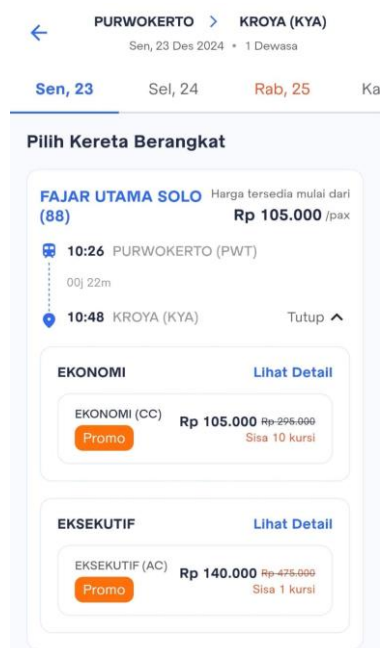 PURWOKERTO > KROYA (KYA)
Sen, 23 Des 2024 • 1 Dewasa
Sen, 23 Sel, 24 Rab, 25 Ka
Pilih Kereta Berangkat
FAJAR UTAMA SOLO (88)
Harga tersedia mulai dari
Rp 105.000 /pax
10:26 PURWOKERTO (PWT)
00j 22m
10:48 KROYA (KYA)
Tutup
EKONOMI Lihat Detail
EKONOMI (CC)
Promo
Rp 105.000 Rp 295.000
Sisa 10 kursi
EKSEKUTIF Lihat Detail
EKSEKUTIF (AC)
Promo
Rp 140.000 Rp 475.000
Sisa 1 kursi